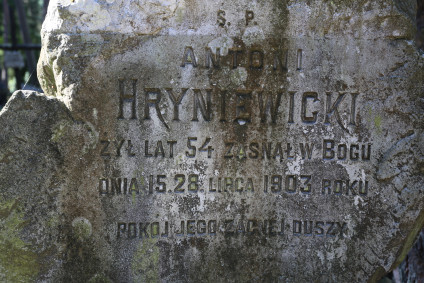 Ś. P.
ANTONI
HRYNIEWICKI
ŻYŁ LAT 54 ZASNĄŁ W BOGU
DNIA 15.28 LIPCA 1903 ROKU
POKÓJ JEGO ZACNEJ DUSZY